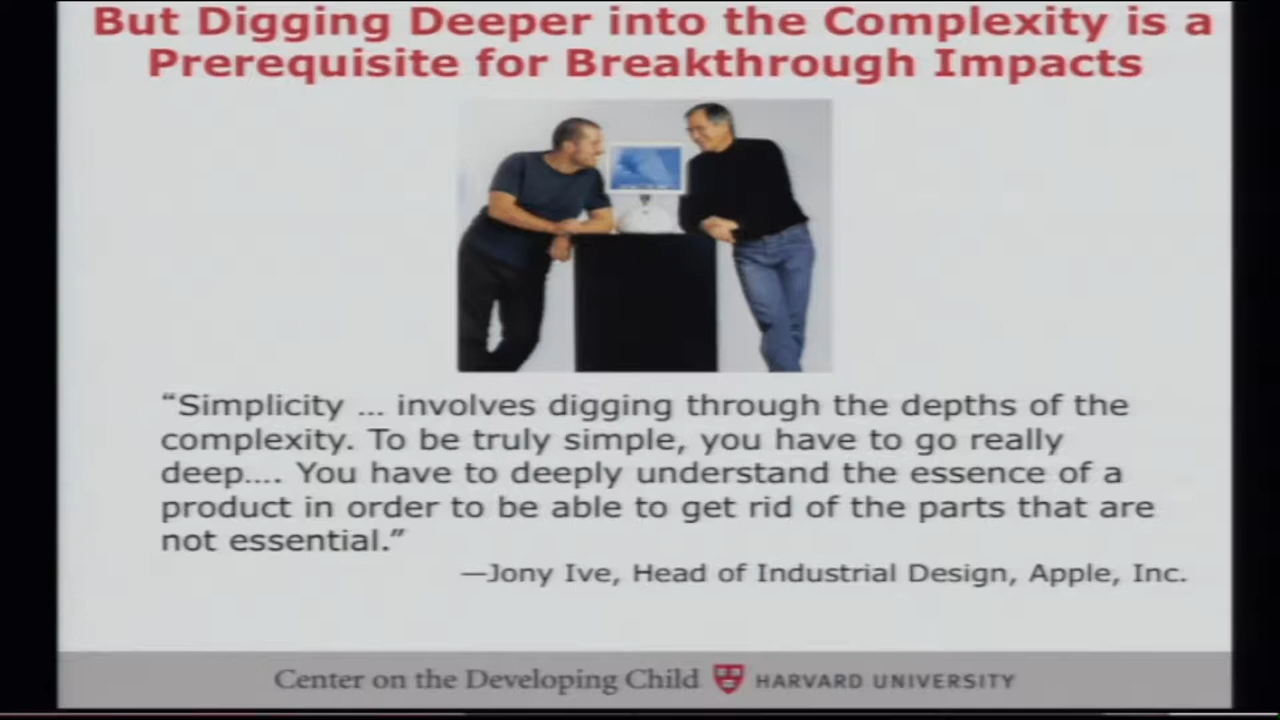 But Digging Deeper into the Complexity is a
Prerequisite for Breakthrough Impacts
“Simplicity ... involves digging through the depths of the
complexity. To be truly simple, you have to go really
deep.... You have to deeply understand the essence of a
product in order to be able to get rid of the parts that are
not essential.”
—Jony Ive, Head of Industrial Design, Apple, Inc.
Center on the Developing Child HARVARD UNIVERSITY